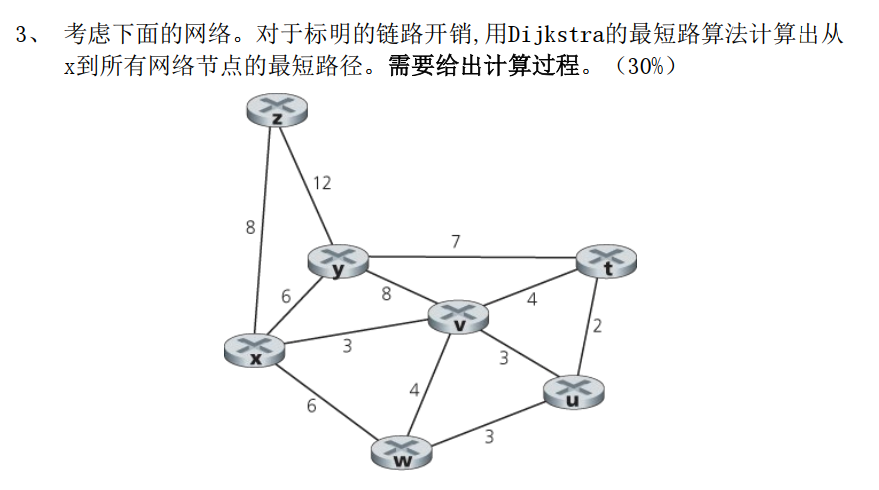 3、 考虑下面的网络。对于标明的链路开销,用Dijkstra的最短路算法计算出从
x到所有网络节点的最短路径。需要给出计算过程。（30%）
z
12
8
7
y
t
6
8
4
v
2
3
x
3
4
u
6
3
w